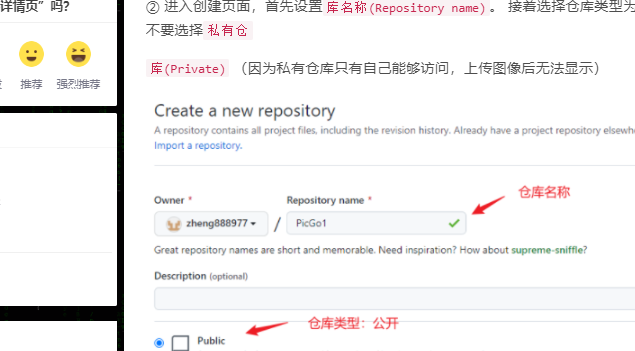 详情页”吗？
推荐
强烈推荐
② 进入创建页面，首先设置 库名称(Repository name)。 接着选择仓库类型为
不要选择 私有仓
库(Private) （因为私有仓库只有自己能够访问，上传图像后无法显示）
Create a new repository
A repository contains all project files, including the revision history. Already have a project repository elsewhe
Import a repository.
仓库名称
Owner *
Repository name *
zheng888977
/
PicGo1
Great repository names are short and memorable. Need inspiration? How about supreme-sniffle?
Description (optional)
仓库类型：公开
Public